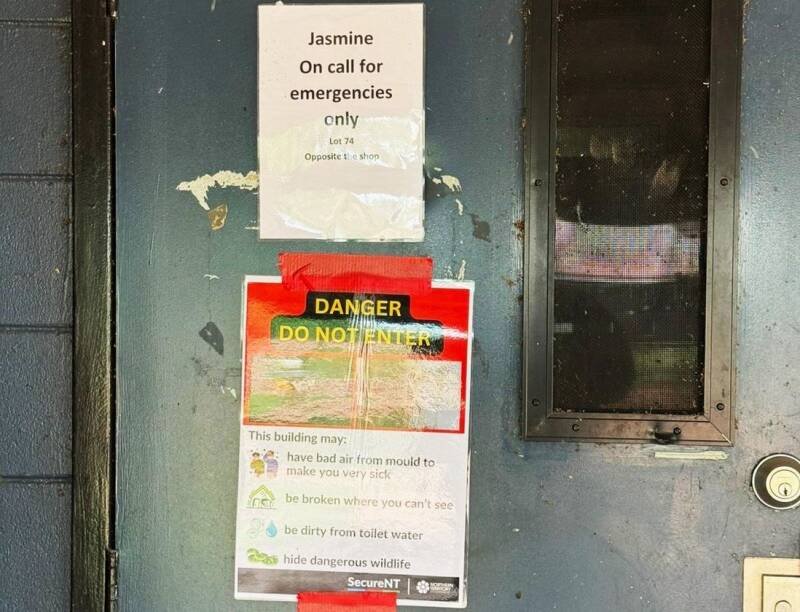 Jasmine
On call for
emergencies
only
Lot 74
Opposite the shop
DANGER
DO NOT ENTER
This building may:
have bad air from mould to
make you very sick
be broken where you can't see
be dirty from toilet water
hide dangerous wildlife
SecureNT
NORTHERN
TERRITORY